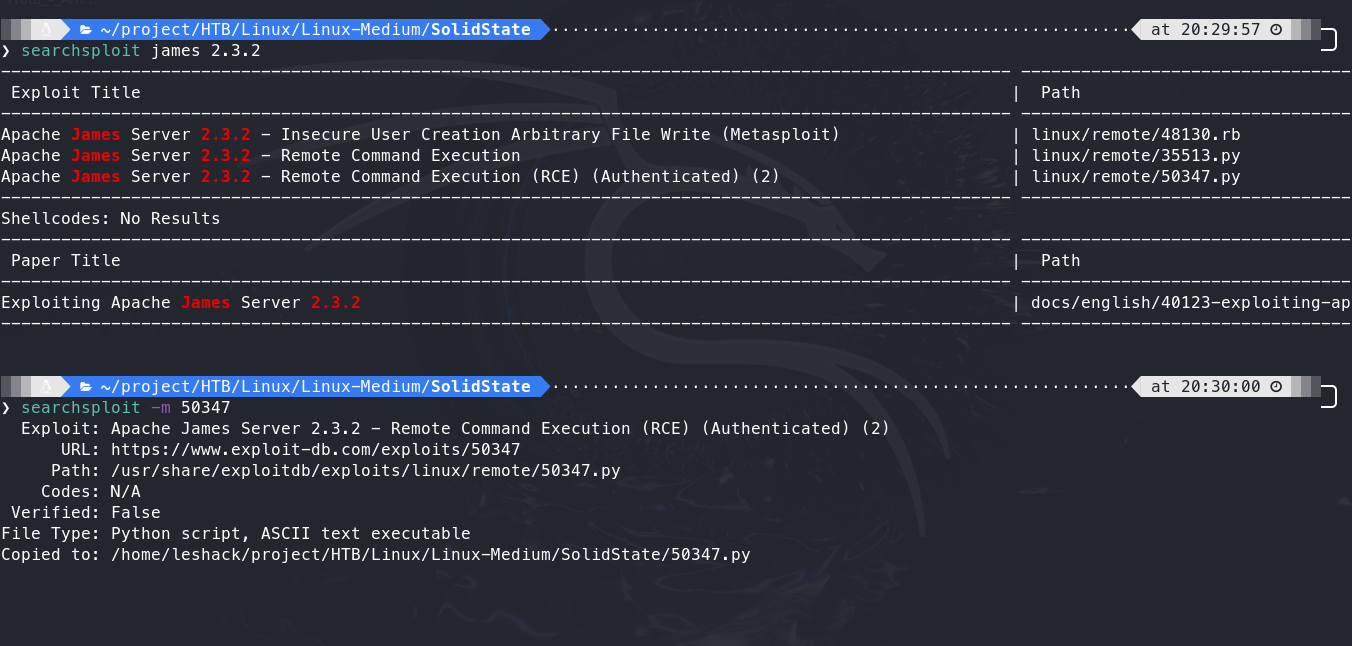 ~/project/HTB/Linux/Linux-Medium/SolidState at 20:29:57
❯ searchsploit james 2.3.2
Exploit Title | Path
Apache James Server 2.3.2 - Insecure User Creation Arbitrary File Write (Metasploit) | linux/remote/48130.rb
Apache James Server 2.3.2 - Remote Command Execution | linux/remote/35513.py
Apache James Server 2.3.2 - Remote Command Execution (RCE) (Authenticated) (2) | linux/remote/50347.py
Shellcodes: No Results
Paper Title | Path
Exploiting Apache James Server 2.3.2 | docs/english/40123-exploiting-ap
~/project/HTB/Linux/Linux-Medium/SolidState at 20:30:00
❯ searchsploit -m 50347
Exploit: Apache James Server 2.3.2 - Remote Command Execution (RCE) (Authenticated) (2)
URL: https://www.exploit-db.com/exploits/50347
Path: /usr/share/exploitdb/exploits/linux/remote/50347.py
Codes: N/A
Verified: False
File Type: Python script, ASCII text executable
Copied to: /home/leshack/project/HTB/Linux/Linux-Medium/SolidState/50347.py